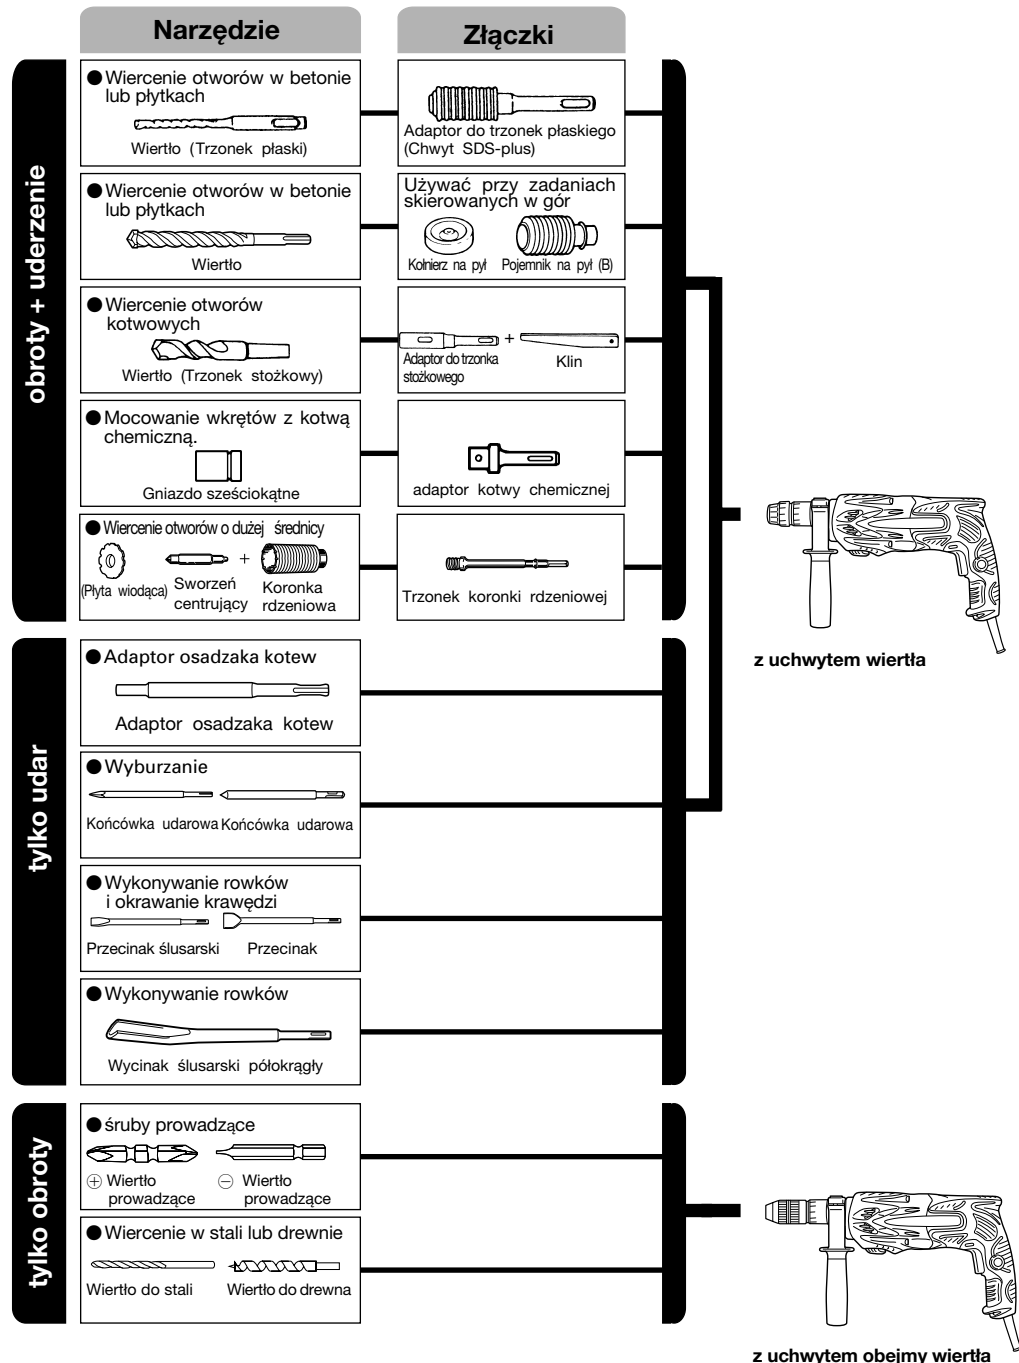 Narzędzie
Złączki
obroty + uderzenie
● Wiercenie otworów w betonie
lub płytkach
Wiertło (Trzonek płaski)
Adaptor do trzonek płaskiego
(Chwyt SDS-plus)
● Wiercenie otworów w betonie
lub płytkach
Wiertło
Używać przy zadaniach
skierowanych w gór
Kołnierz na pył
Pojemnik na pył (B)
● Wiercenie otworów
kotwowych
Wiertło (Trzonek stożkowy)
+
Adaptor do trzonka
stożkowego
Klin
● Mocowanie wkrętów z kotwą
chemiczną.
Gniazdo sześciokątne
adaptor kotwy chemicznej
● Wiercenie otworów o dużej średnicy
+
(Płyta wiodąca)
Sworzeń
centrujący
Koronka
rdzeniowa
Trzonek koronki rdzeniowej
z uchwytem wiertła
tylko udar
● Adaptor osadzaka kotew
Adaptor osadzaka kotew
● Wyburzanie
Końcówka udarowa Końcówka udarowa
● Wykonywanie rowków
i okrawanie krawędzi
Przecinak ślusarski
Przecinak
● Wykonywanie rowków
Wycinak ślusarski półokrągły
tylko obroty
● śruby prowadzące
⊕ Wiertło
prowadzące
⊖ Wiertło
prowadzące
● Wiercenie w stali lub drewnie
Wiertło do stali
Wiertło do drewna
z uchwytem obejmy wiertła